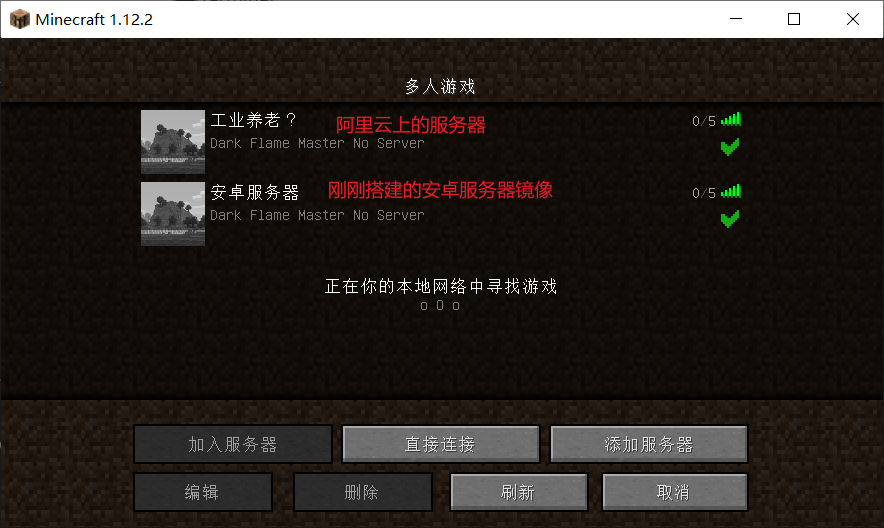 Minecraft 1.12.2
多人游戏
工业养老？ 阿里云上的服务器 0/5
Dark Flame Master No Server
安卓服务器 刚刚搭建的安卓服务器镜像 0/5
Dark Flame Master No Server
正在你的本地网络中寻找游戏
o O o
加入服务器 直接连接 添加服务器
编辑 删除 刷新 取消